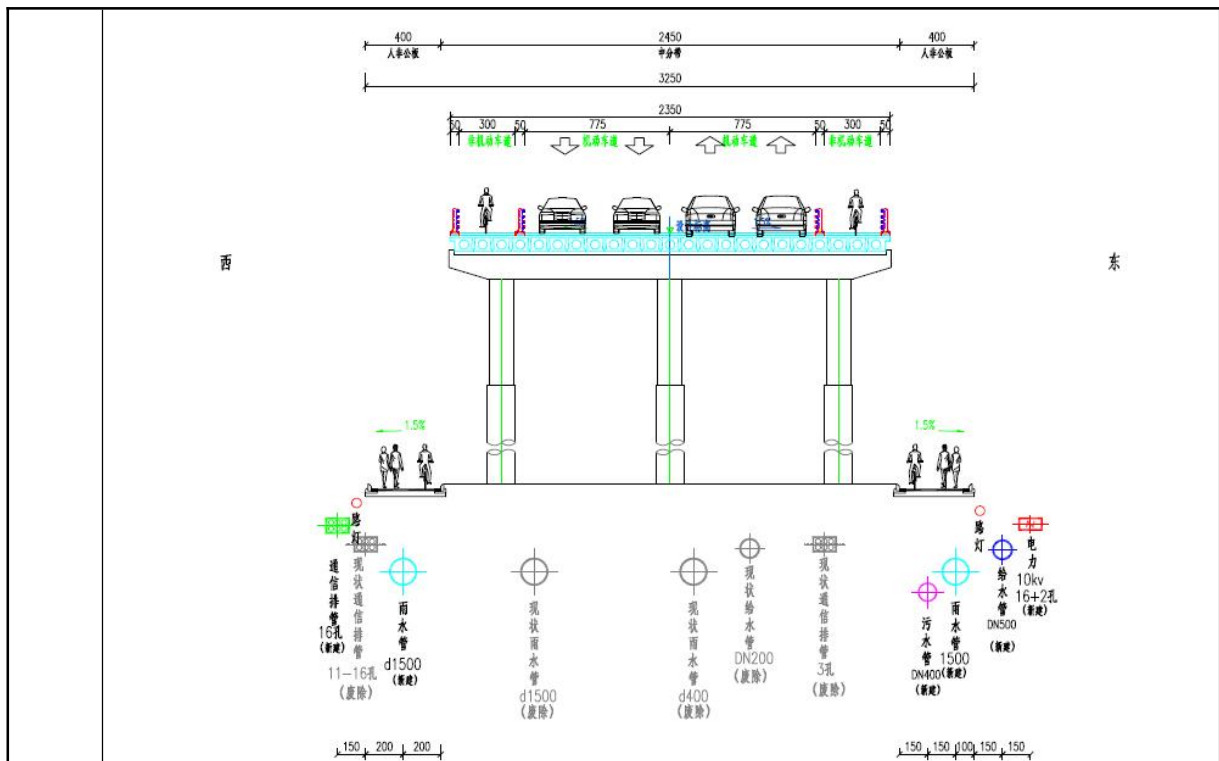 400 2450 400
人非公板 中分带 人非公板
3250
2350
50 300 50 775 775 50 300 50
非机动车道 机动车道 机动车道 非机动车道
设计标高
西
东
1.5%
1.5%
路灯
路灯
通信排管
16孔
(新建)
现状通信排管
11-16孔
(废除)
雨水管
d1500
(新建)
现状雨水管
d1500
(废除)
现状雨水管
d400
(废除)
现状给水管
DN200
(废除)
现状通信排管
3孔
(废除)
污水管
DN400
(新建)
雨水管
1500
(新建)
给水管
DN500
(新建)
电力
10kv
16+2孔
(新建)
150 200 200
150 150 100 150 150